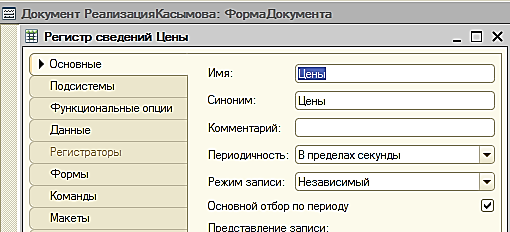 Документ РеализацияКасымова: ФормаДокумента
Регистр сведений Цены
Основные
Подсистемы
Функциональные опции
Данные
Регистраторы
Формы
Команды
Макеты
Имя: Цены
Синоним: Цены
Комментарий:
Периодичность: В пределах секунды
Режим записи: Независимый
Основной отбор по периоду
Представление записи: